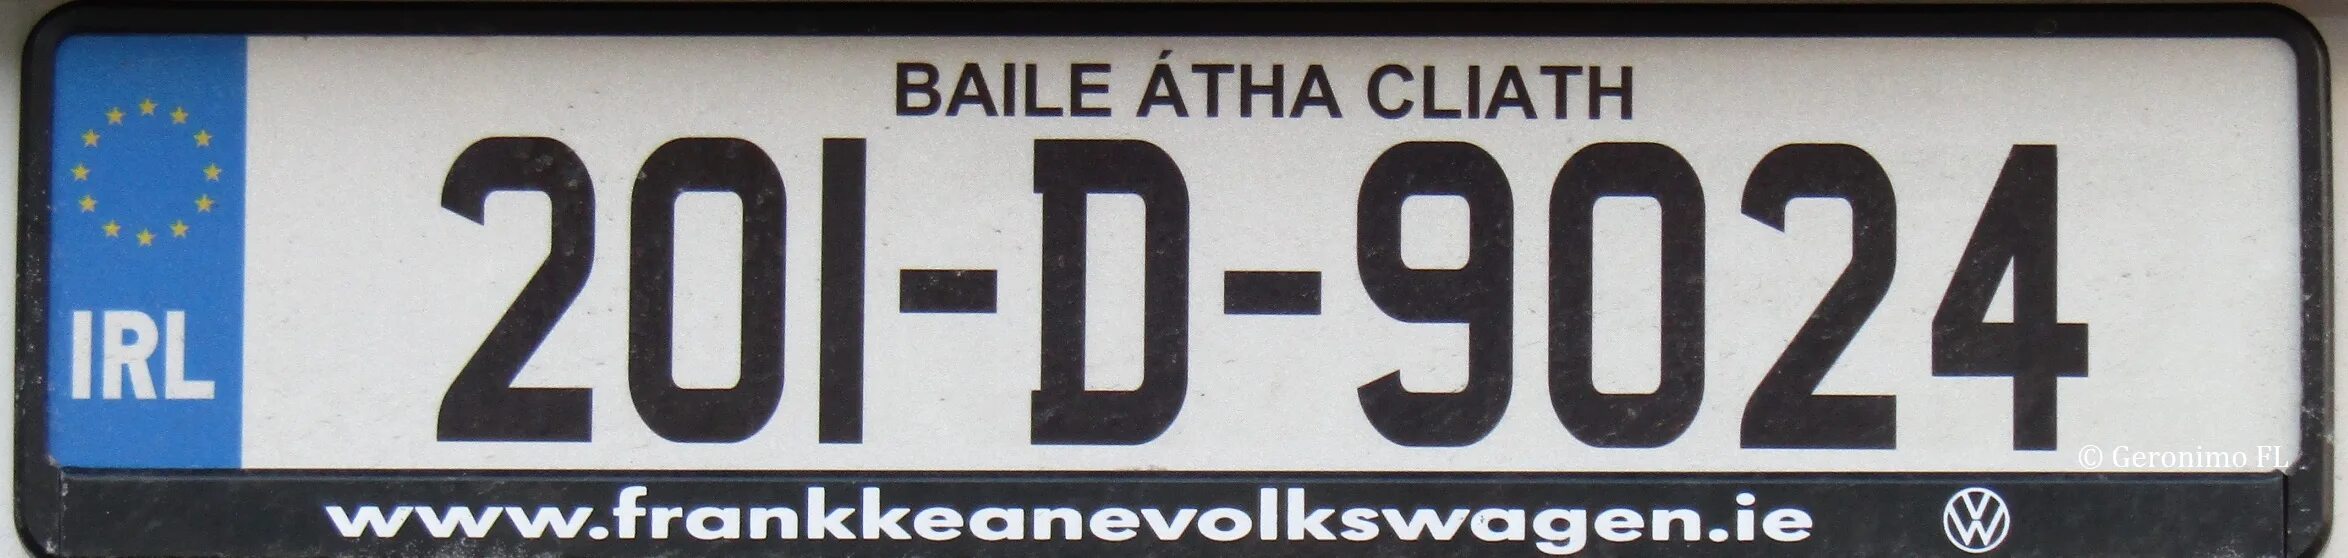 BAILE ÁTHA CLIATH
IRL
201-D-9024
© Geronimo FL
www.frankkeanevolkswagen.ie